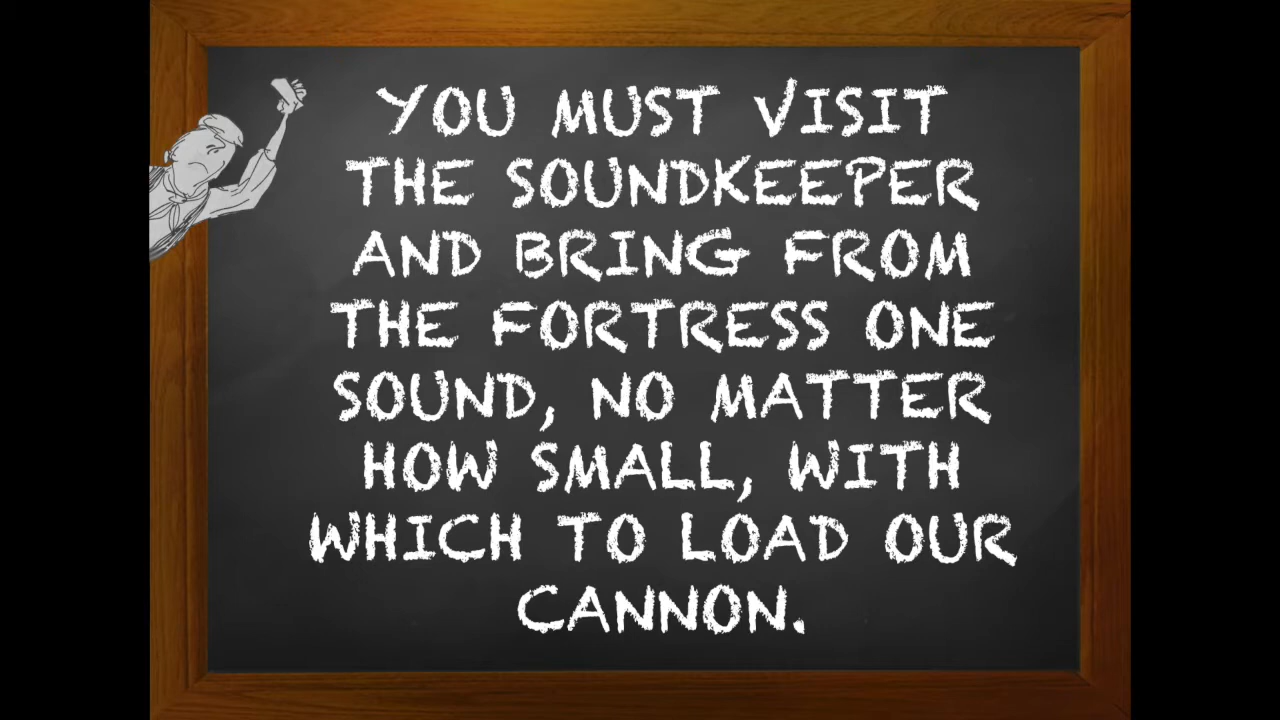 YOU MUST VISIT
THE SOUNDKEEPER
AND BRING FROM
THE FORTRESS ONE
SOUND, NO MATTER
HOW SMALL, WITH
WHICH TO LOAD OUR
CANNON.